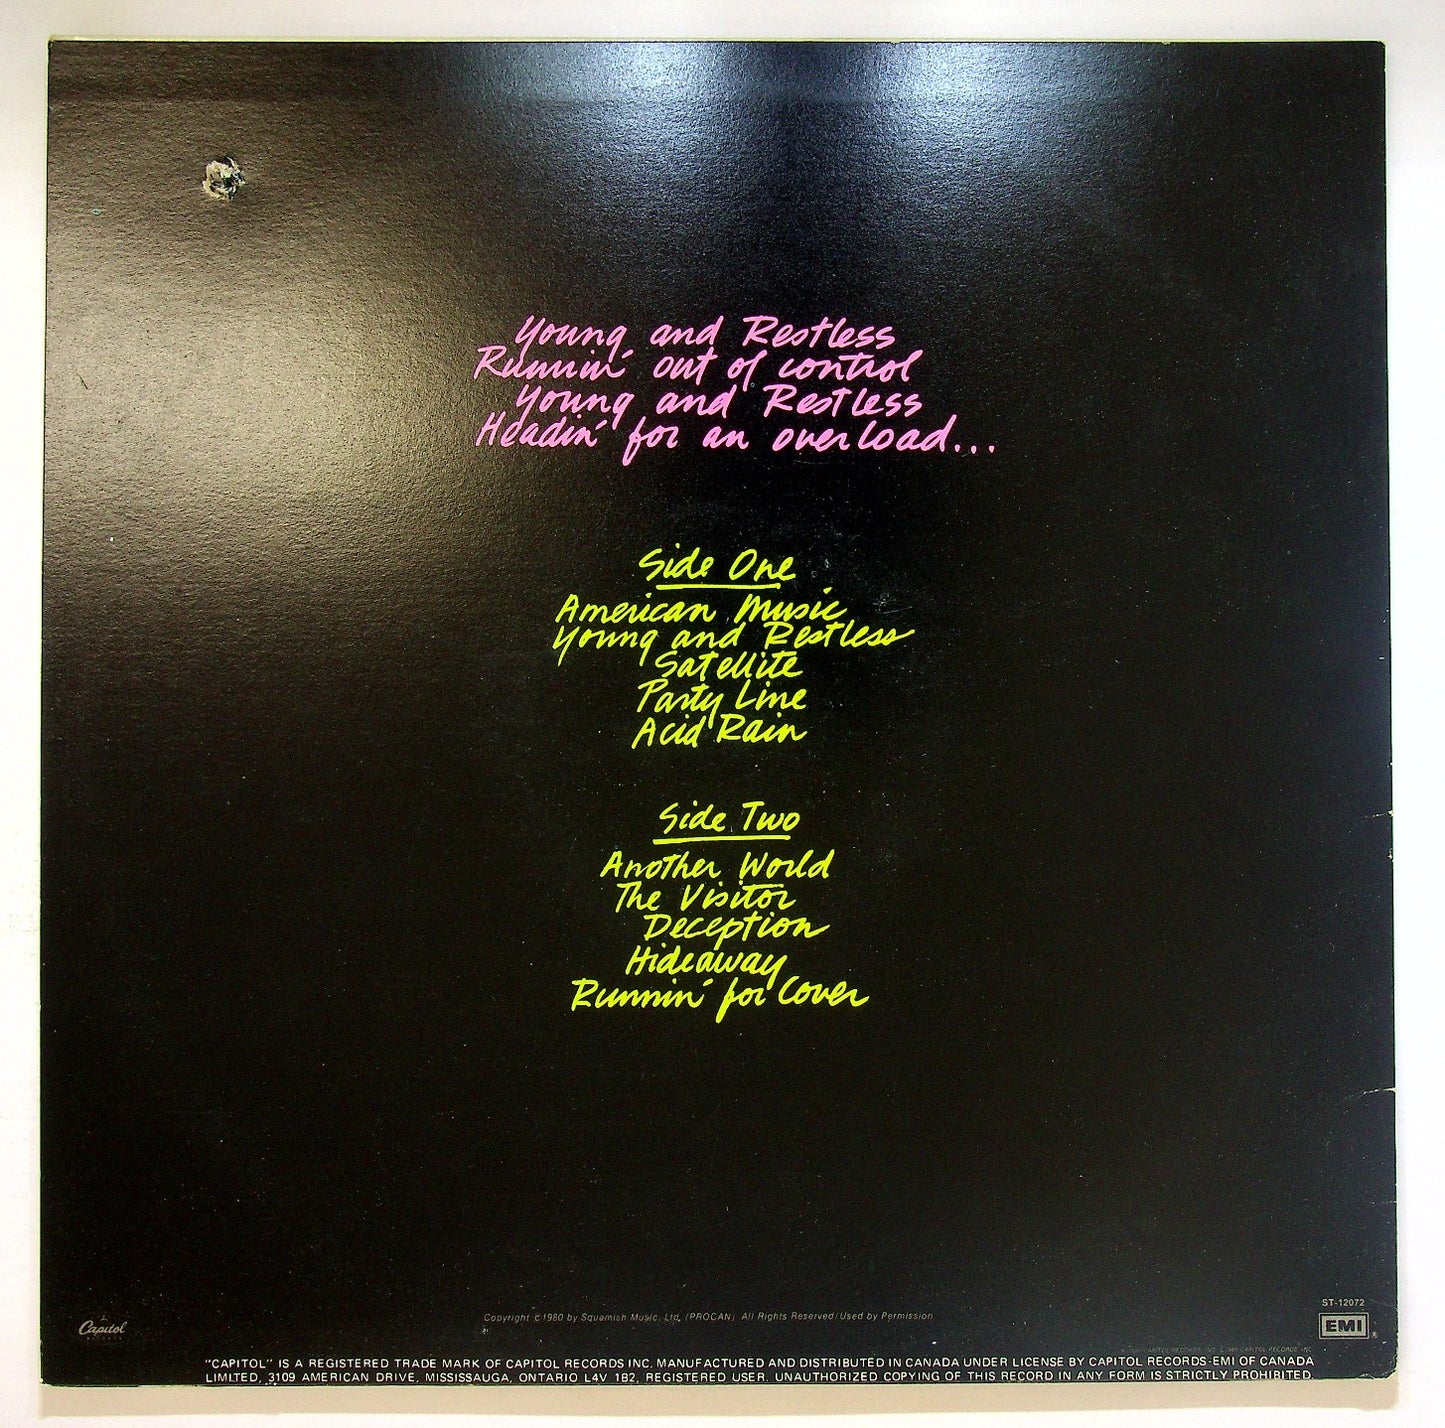 Young and Restless
Runnin' out of control
Young and Restless
Headin' for an overload...
Side One
American Music
Young and Restless
Satellite
Party Line
Acid Rain
Side Two
Another World
The Visitor
Deception
Hideaway
Runnin' for Cover
Copyright © 1980 by Squamish Music, Ltd. (PROCAN) All Rights Reserved/Used by Permission
ST-12072
EMI
Capitol
"CAPITOL" IS A REGISTERED TRADE MARK OF CAPITOL RECORDS INC. MANUFACTURED AND DISTRIBUTED IN CANADA UNDER LICENSE BY CAPITOL RECORDS-EMI OF CANADA
LIMITED, 3109 AMERICAN DRIVE, MISSISSAUGA, ONTARIO L4V 1B2, REGISTERED USER. UNAUTHORIZED COPYING OF THIS RECORD IN ANY FORM IS STRICTLY PROHIBITED.